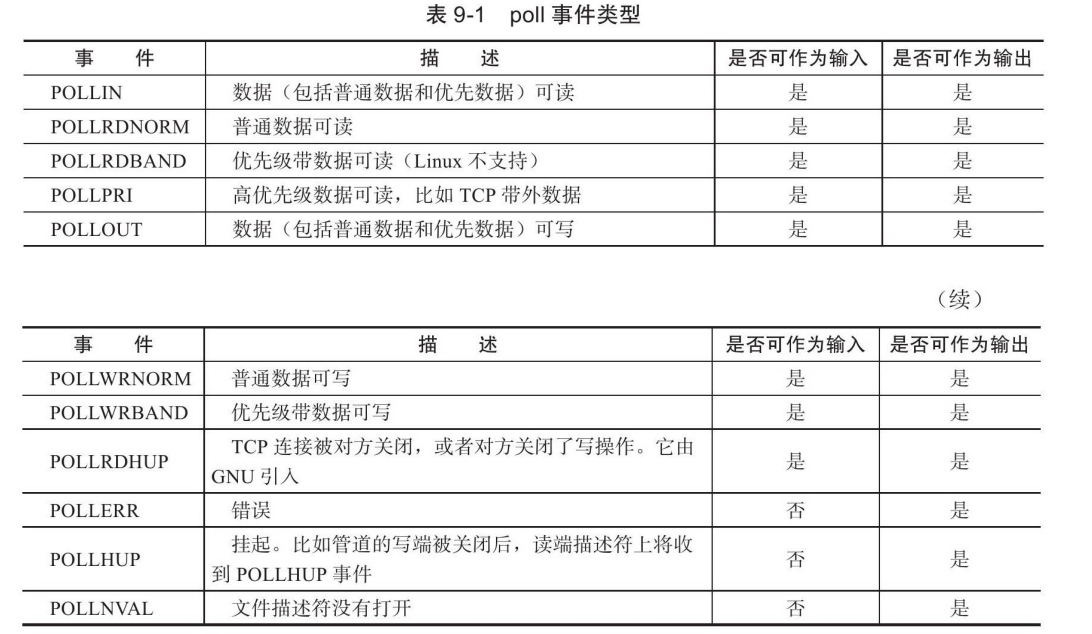 表 9-1 poll 事件类型
事 件 描 述 是否可作为输入 是否可作为输出
POLLIN 数据（包括普通数据和优先数据）可读 是 是
POLLRDNORM 普通数据可读 是 是
POLLRDBAND 优先级带数据可读（Linux 不支持） 是 是
POLLPRI 高优先级数据可读，比如 TCP 带外数据 是 是
POLLOUT 数据（包括普通数据和优先数据）可写 是 是
（续）
事 件 描 述 是否可作为输入 是否可作为输出
POLLWRNORM 普通数据可写 是 是
POLLWRBAND 优先级带数据可写 是 是
POLLRDHUP TCP 连接被对方关闭，或者对方关闭了写操作。它由
GNU 引入 是 是
POLLERR 错误 否 是
POLLHUP 挂起。比如管道的写端被关闭后，读端描述符上将收
到 POLLHUP 事件 否 是
POLLNVAL 文件描述符没有打开 否 是